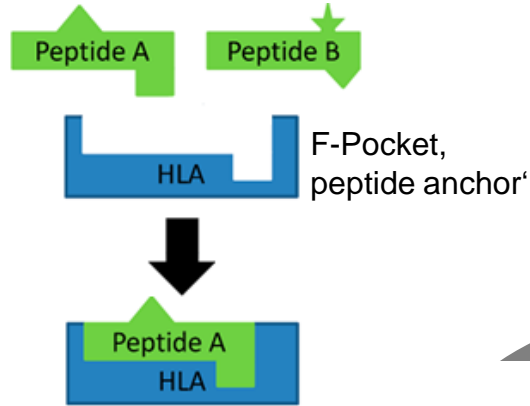 Peptide A
Peptide B
HLA
F-Pocket,
peptide anchor‘
Peptide A
HLA